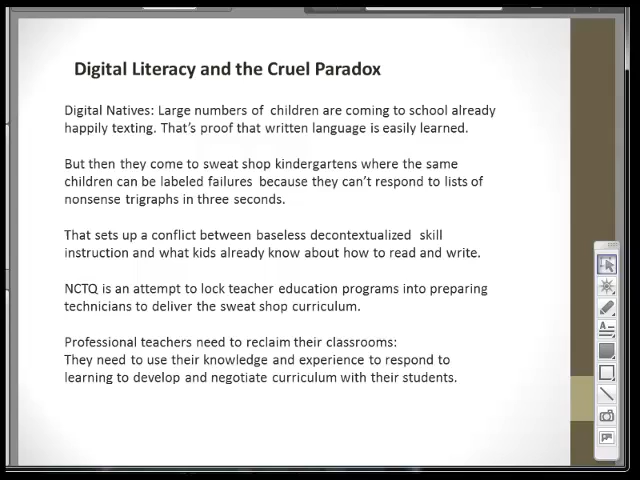 Digital Literacy and the Cruel Paradox
Digital Natives: Large numbers of children are coming to school already
happily texting. That's proof that written language is easily learned.
But then they come to sweat shop kindergartens where the same
children can be labeled failures because they can't respond to lists of
nonsense trigraphs in three seconds.
That sets up a conflict between baseless decontextualized skill
instruction and what kids already know about how to read and write.
NCTQ is an attempt to lock teacher education programs into preparing
technicians to deliver the sweat shop curriculum.
Professional teachers need to reclaim their classrooms:
They need to use their knowledge and experience to respond to
learning to develop and negotiate curriculum with their students.